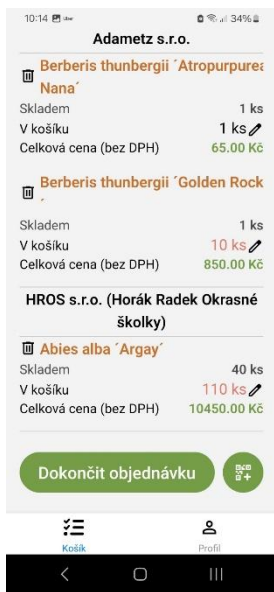 10:14
34%
Adametz s.r.o.
Berberis thunbergii ´Atropurpurea
Nana´
Skladem 1 ks
V košíku 1 ks
Celková cena (bez DPH) 65.00 Kč
Berberis thunbergii ´Golden Rock
´
Skladem 1 ks
V košíku 10 ks
Celková cena (bez DPH) 850.00 Kč
HROS s.r.o. (Horák Radek Okrasné
školky)
Abies alba ´Argay´
Skladem 40 ks
V košíku 110 ks
Celková cena (bez DPH) 10450.00 Kč
Dokončit objednávku
Košík
Profil